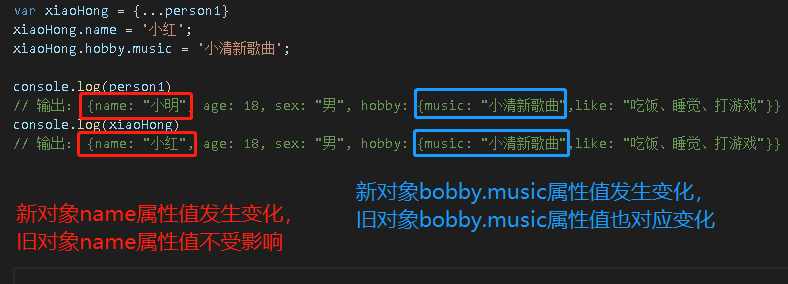 var xiaoHong = {...person1}
xiaoHong.name = '小红';
xiaoHong.hobby.music = '小清新歌曲';
console.log(person1)
// 输出: {name: "小明", age: 18, sex: "男", hobby: {music: "小清新歌曲",like: "吃饭、睡觉、打游戏"}}
console.log(xiaoHong)
// 输出: {name: "小红", age: 18, sex: "男", hobby: {music: "小清新歌曲",like: "吃饭、睡觉、打游戏"}}
新对象bobby.music属性值发生变化,
旧对象bobby.music属性值也对应变化
新对象name属性值发生变化,
旧对象name属性值不受影响